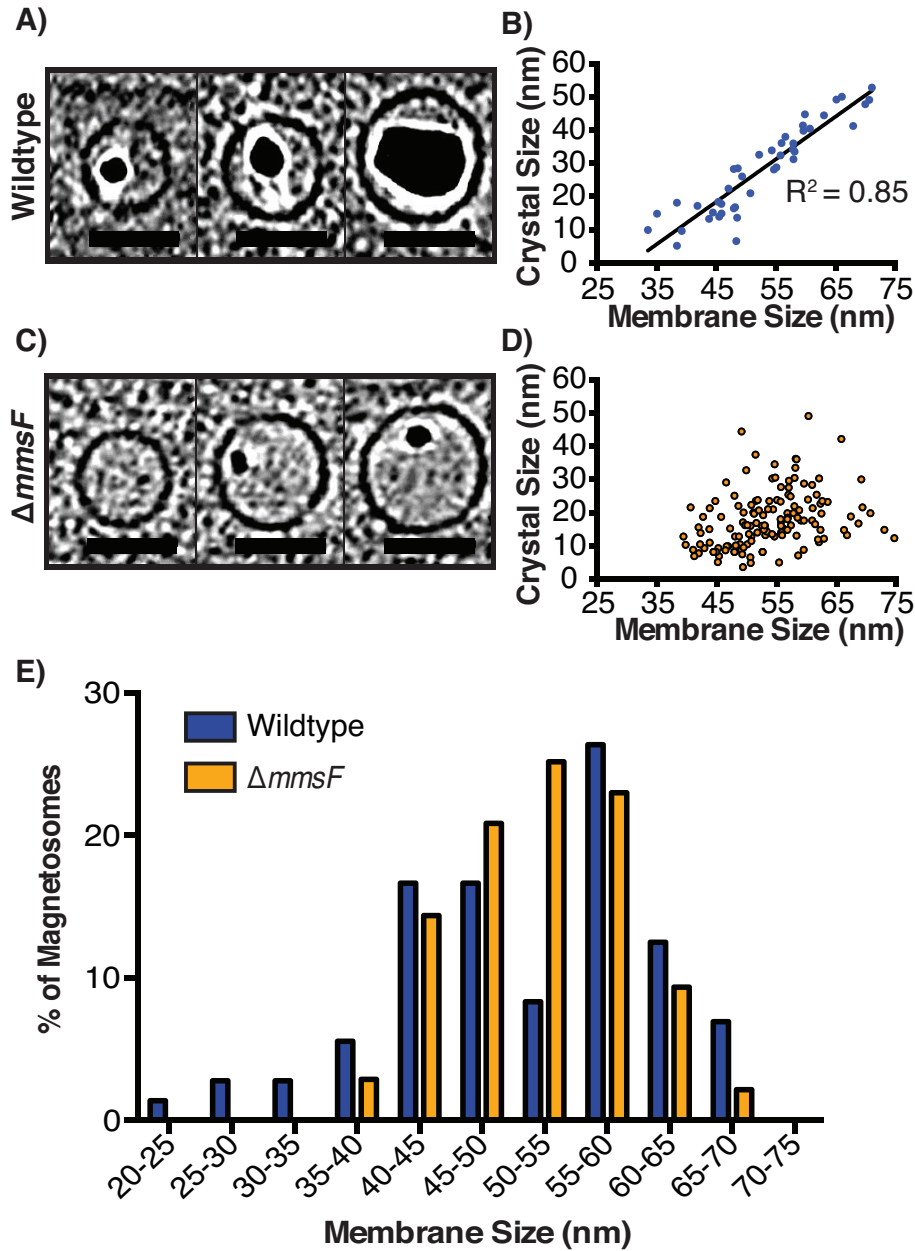 A)
Wildtype
B)
Crystal Size (nm)
60
50
40
30
20
10
0
R² = 0.85
25 35 45 55 65 75
Membrane Size (nm)
C)
ΔmmsF
D)
Crystal Size (nm)
60
50
40
30
20
10
0
25 35 45 55 65 75
Membrane Size (nm)
E)
% of Magnetosomes
30
20
10
0
Wildtype
ΔmmsF
20-25 25-30 30-35 35-40 40-45 45-50 50-55 55-60 60-65 65-70 70-75
Membrane Size (nm)